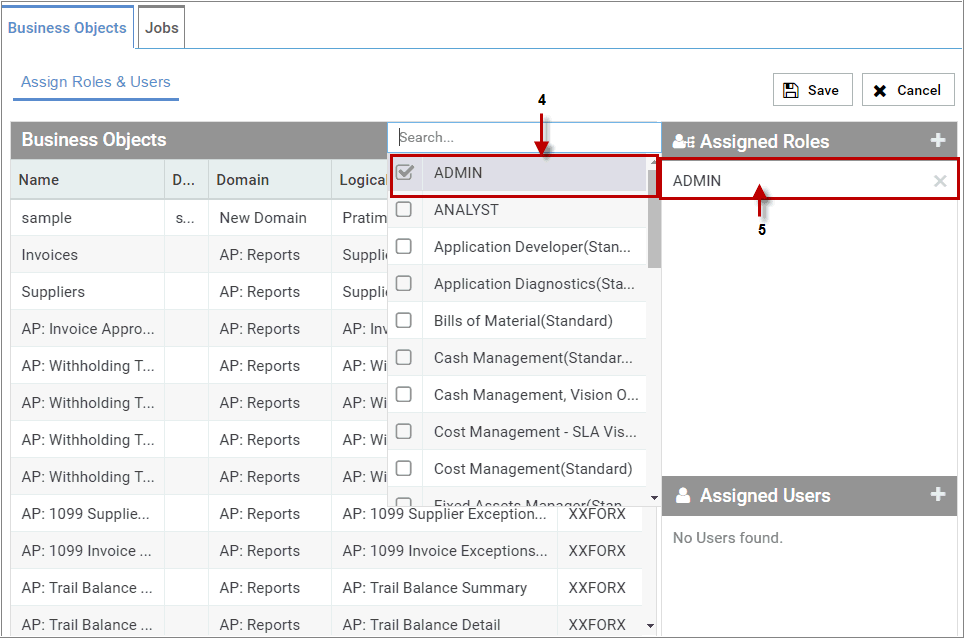 Business Objects Jobs
Assign Roles & Users
Save Cancel
4
Business Objects Search... Assigned Roles
Name D... Domain Logical ADMIN ADMIN
sample s... New Domain Pratim ANALYST
5
Invoices AP: Reports Supplie Application Developer(Stan...
Suppliers AP: Reports Supplie Application Diagnostics(Sta...
AP: Invoice Appro... AP: Reports AP: Inv Bills of Material(Standard)
AP: Withholding T... AP: Reports AP: Wi Cash Management(Standar...
AP: Withholding T... AP: Reports AP: Wi Cash Management, Vision O...
AP: Withholding T... AP: Reports AP: Wi Cost Management - SLA Vis...
AP: Withholding T... AP: Reports AP: Wi Cost Management(Standard)
Fixed Assets Manager(Stan Assigned Users
AP: 1099 Supplie... AP: Reports AP: 1099 Supplier Exception... XXFORX
No Users found.
AP: 1099 Invoice ... AP: Reports AP: 1099 Invoice Exceptions... XXFORX
AP: Trail Balance ... AP: Reports AP: Trail Balance Summary XXFORX
AP: Trail Balance ... AP: Reports AP: Trail Balance Detail XXFORX